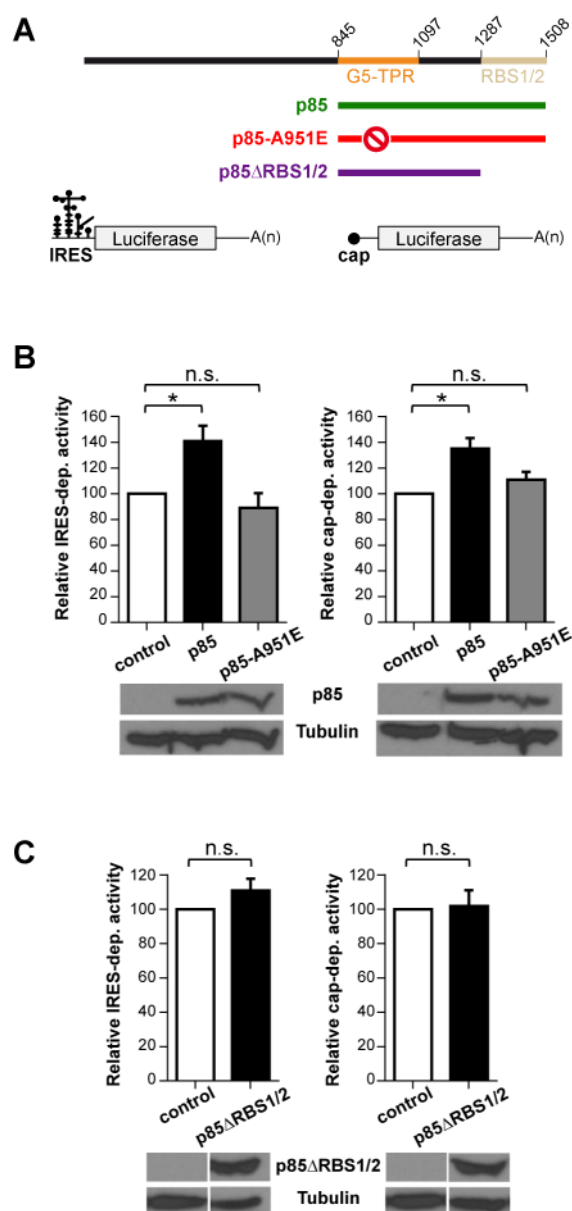 A
845 1097 1287 1508
G5-TPR RBS1/2
p85
p85-A951E
p85ΔRBS1/2
IRES Luciferase A(n)
cap Luciferase A(n)
B
n.s.
*
Relative IRES-dep. activity
160
140
120
100
80
60
40
20
control p85 p85-A951E
n.s.
*
Relative cap-dep. activity
160
140
120
100
80
60
40
20
control p85 p85-A951E
p85
Tubulin
C
n.s.
Relative IRES-dep. activity
120
100
80
60
40
20
0
control p85ΔRBS1/2
n.s.
Relative cap-dep. activity
120
100
80
60
40
20
0
control p85ΔRBS1/2
p85ΔRBS1/2
Tubulin